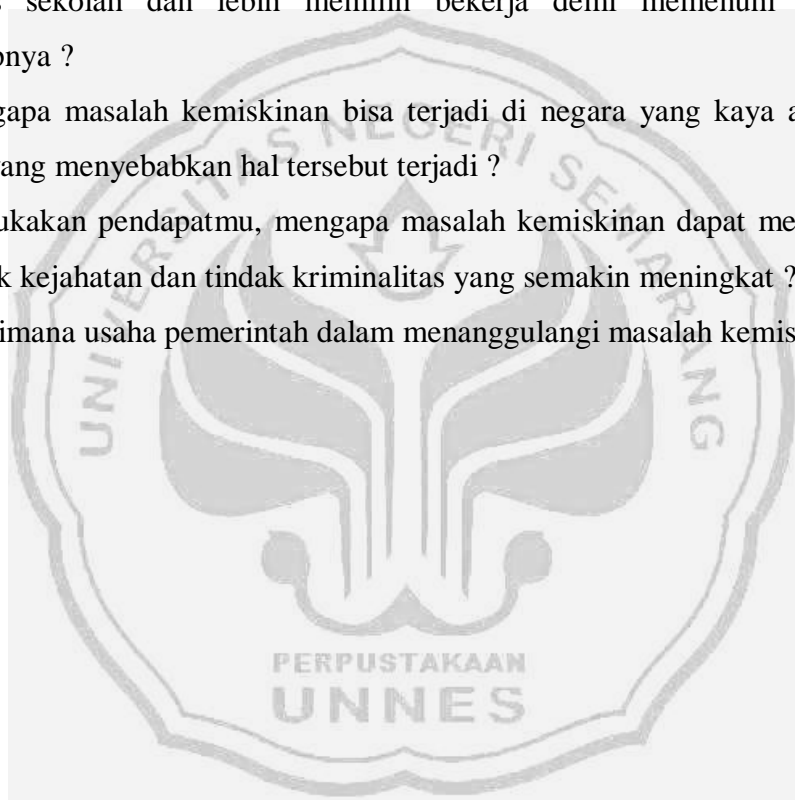 sekolah dan lebih memilih bekerja demi memenuhi
pnya ?
gapa masalah kemiskinan bisa terjadi di negara yang kaya a
yang menyebabkan hal tersebut terjadi ?
ukakan pendapatmu, mengapa masalah kemiskinan dapat me
k kejahatan dan tindak kriminalitas yang semakin meningkat ?
imana usaha pemerintah dalam menanggulangi masalah kemis
UNIVERSITAS NEGERI SEMARANG
PERPUSTAKAAN
UNNES